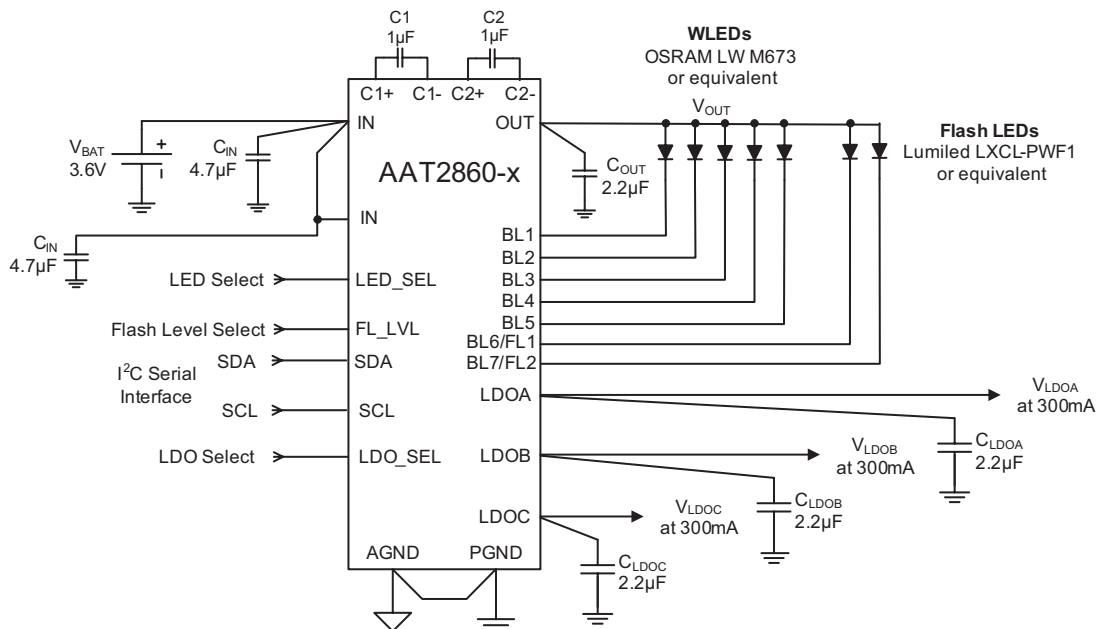 C1
1µF
C2
1µF
WLEDs
OSRAM LW M673
or equivalent
C1+ C1- C2+ C2-
IN
OUT
VOUT
Flash LEDs
Lumiled LXCL-PWF1
or equivalent
VBAT
3.6V
+
–
CIN
4.7µF
AAT2860-x
COUT
2.2µF
IN
CIN
4.7µF
BL1
BL2
BL3
BL4
BL5
BL6/FL1
BL7/FL2
LED Select
LED_SEL
Flash Level Select
FL_LVL
SDA
SDA
I²C Serial
Interface
SCL
SCL
LDO Select
LDO_SEL
LDOA
VLDOA
at 300mA
CLDOA
2.2µF
LDOB
VLDOB
at 300mA
CLDOB
2.2µF
LDOC
VLDOC
at 300mA
CLDOC
2.2µF
AGND
PGND